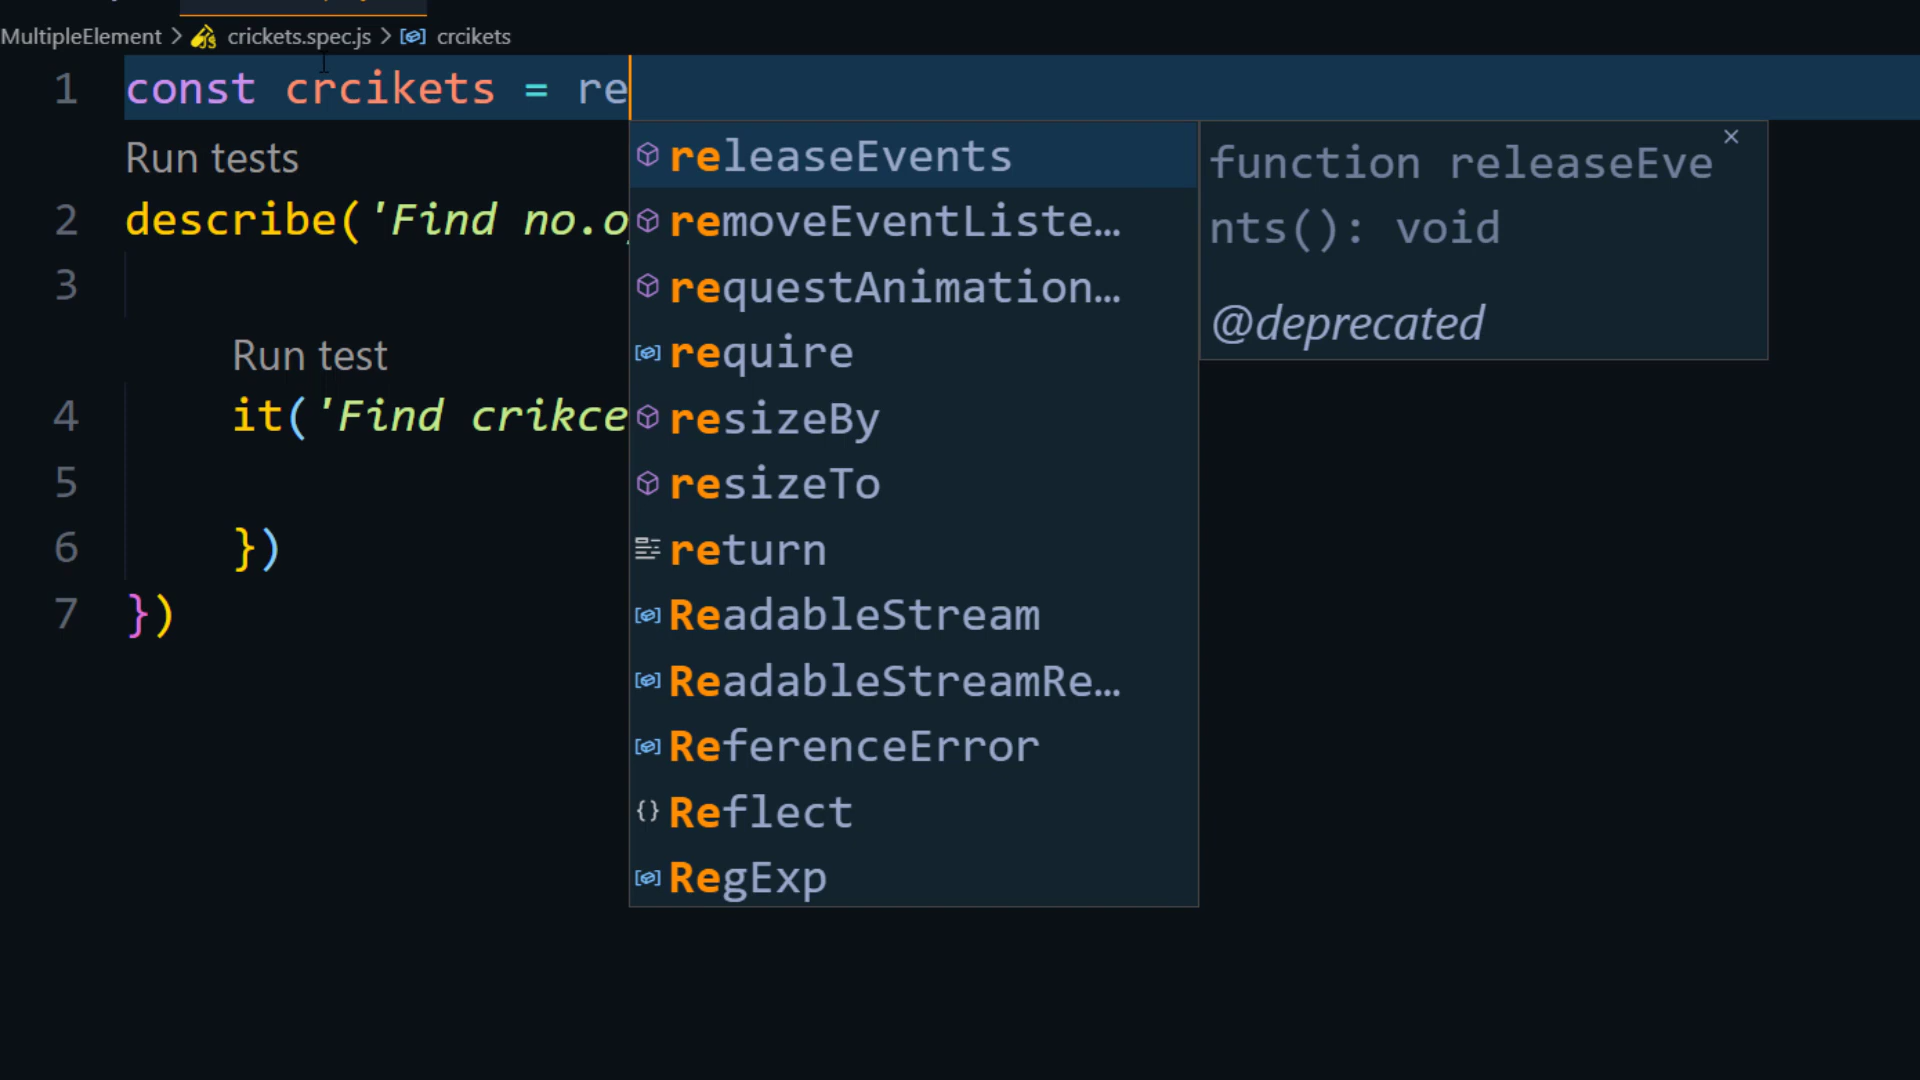 MultipleElement > crickets.spec.js > crcikets
1 const crcikets = re
Run tests
2 describe('Find no.o
3
Run test
4 it('Find crikce
5
6 })
7 })
releaseEvents
removeEventListe…
requestAnimation…
require
resizeBy
resizeTo
return
ReadableStream
ReadableStreamRe…
ReferenceError
Reflect
RegExp
function releaseEve
nts(): void
@deprecated